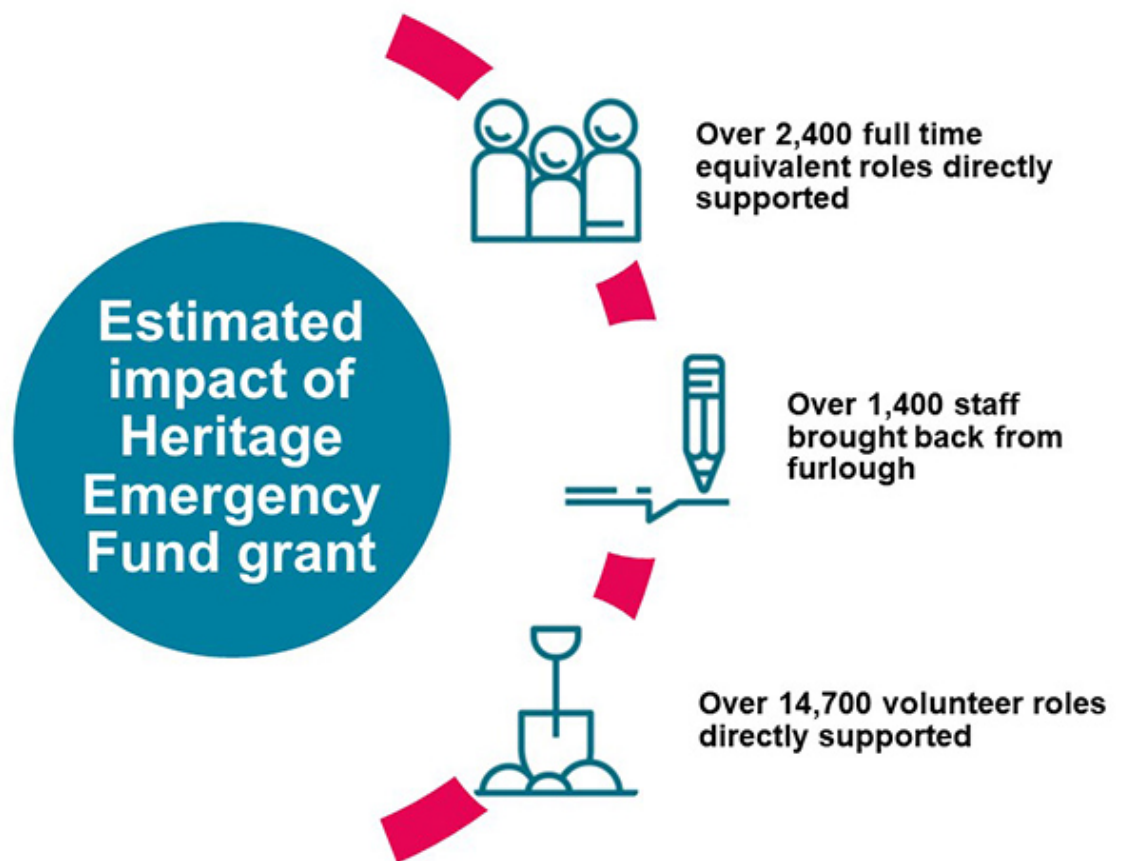 Estimated
impact of
Heritage
Emergency
Fund grant
Over 2,400 full time
equivalent roles directly
supported
Over 1,400 staff
brought back from
furlough
Over 14,700 volunteer roles
directly supported